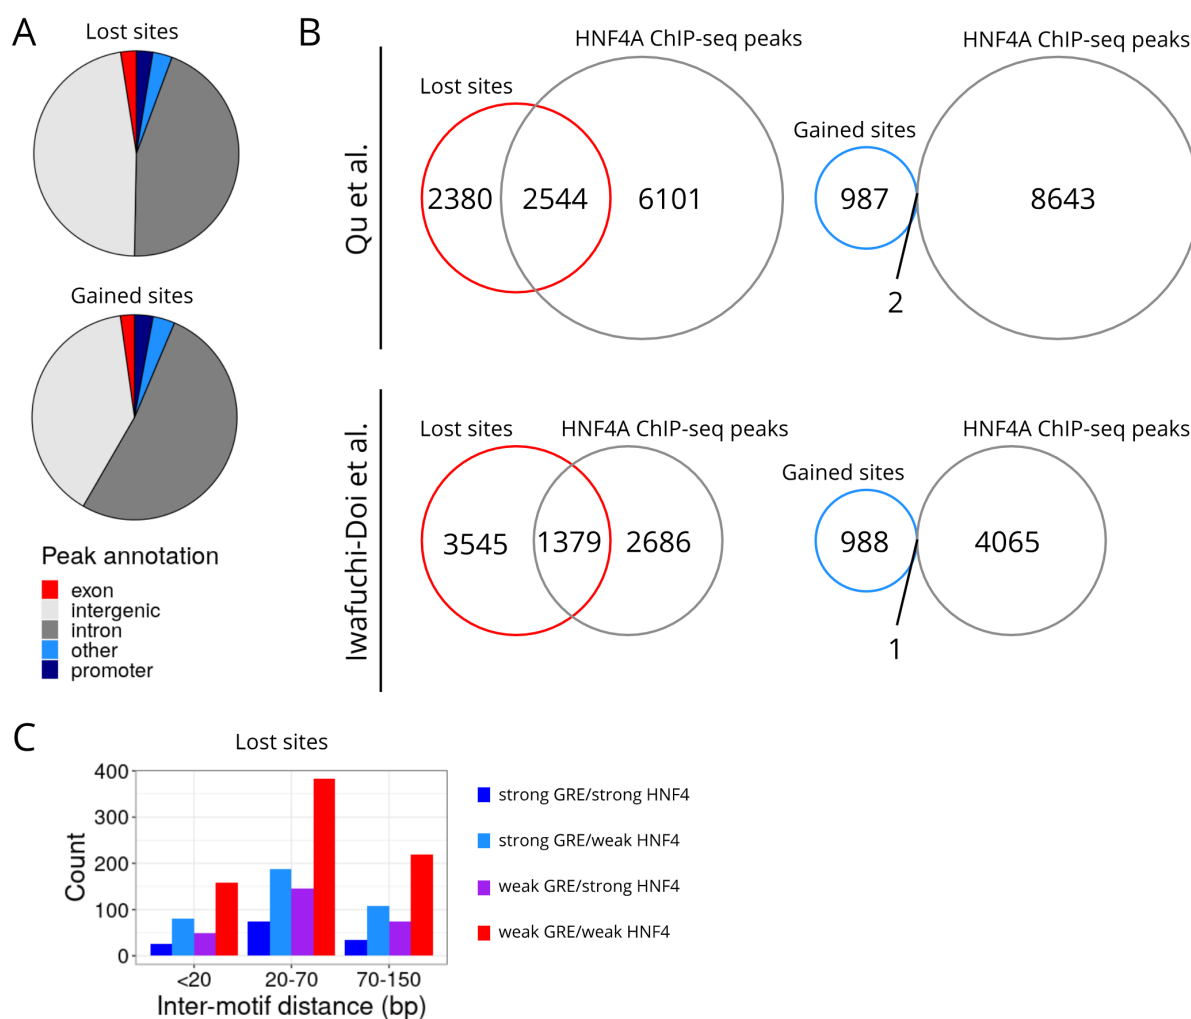 A
Lost sites
Gained sites
Peak annotation
exon
intergenic
intron
other
promoter
B
Qu et al.
Lost sites
HNF4A ChIP-seq peaks
2380
2544
6101
Gained sites
HNF4A ChIP-seq peaks
987
8643
2
Iwafuchi-Doi et al.
Lost sites
HNF4A ChIP-seq peaks
3545
1379
2686
Gained sites
HNF4A ChIP-seq peaks
988
4065
1
C
Lost sites
Count
400
300
200
100
0
<20
20-70
70-150
Inter-motif distance (bp)
strong GRE/strong HNF4
strong GRE/weak HNF4
weak GRE/strong HNF4
weak GRE/weak HNF4